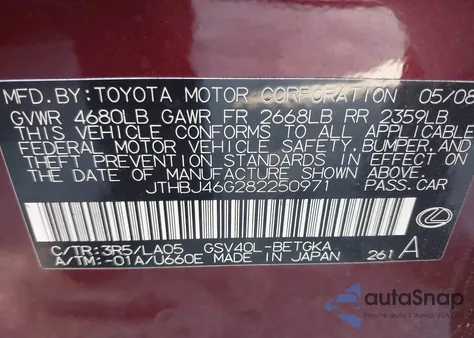 MFD.BY:TOYOTA MOTOR CORPORATION 05/08
GVWR 4680LB GAWR FR 2668LB RR 2359LB
THIS VEHICLE CONFORMS TO ALL APPLICABLE
FEDERAL MOTOR VEHICLE SAFETY,BUMPER,AND
THEFT PREVENTION STANDARDS IN EFFECT ON
THE DATE OF MANUFACTURE SHOWN ABOVE.
JTHBJ46G282250971 PASS.CAR
C/TR:3R5/LA05 GSV40L-BETGKA
A/TM:-01A/U660E MADE IN JAPAN 261 A
autoSnap